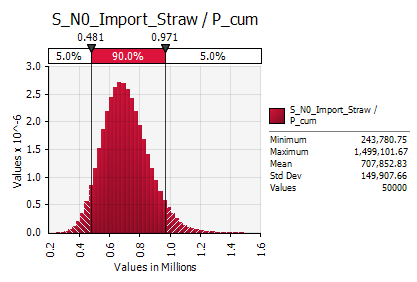 S_N0_Import_Straw / P_cum
0.481 0.971
5.0% 90.0% 5.0%
3.0
2.5
2.0
1.5
1.0
0.5
0.0
Values x 10^-6
0.2 0.4 0.6 0.8 1.0 1.2 1.4 1.6
Values in Millions
S_N0_Import_Straw /
P_cum
Minimum 243,780.75
Maximum 1,499,101.67
Mean 707,852.83
Std Dev 149,907.66
Values 50000